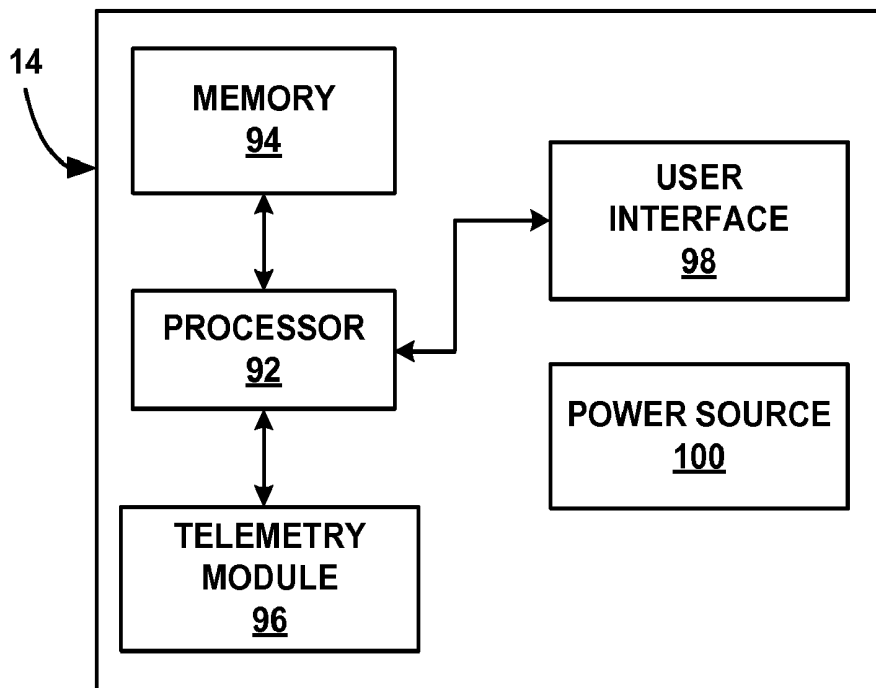 14
MEMORY
94
USER
INTERFACE
98
PROCESSOR
92
POWER SOURCE
100
TELEMETRY
MODULE
96